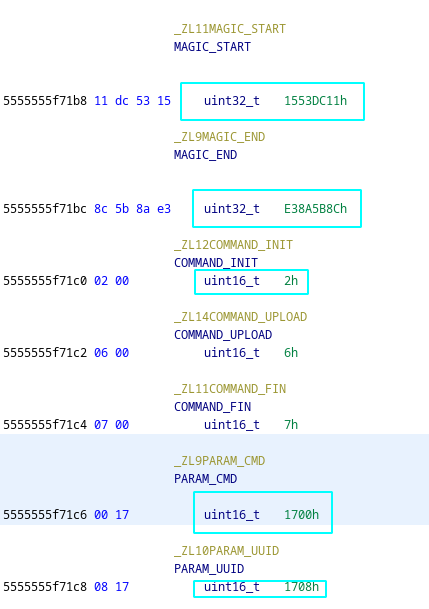 _ZL11MAGIC_START
MAGIC_START
5555555f71b8 11 dc 53 15 uint32_t 1553DC11h
_ZL9MAGIC_END
MAGIC_END
5555555f71bc 8c 5b 8a e3 uint32_t E38A5B8Ch
_ZL12COMMAND_INIT
COMMAND_INIT
5555555f71c0 02 00 uint16_t 2h
_ZL14COMMAND_UPLOAD
COMMAND_UPLOAD
5555555f71c2 06 00 uint16_t 6h
_ZL11COMMAND_FIN
COMMAND_FIN
5555555f71c4 07 00 uint16_t 7h
_ZL9PARAM_CMD
PARAM_CMD
5555555f71c6 00 17 uint16_t 1700h
_ZL10PARAM_UUID
PARAM_UUID
5555555f71c8 08 17 uint16_t 1708h